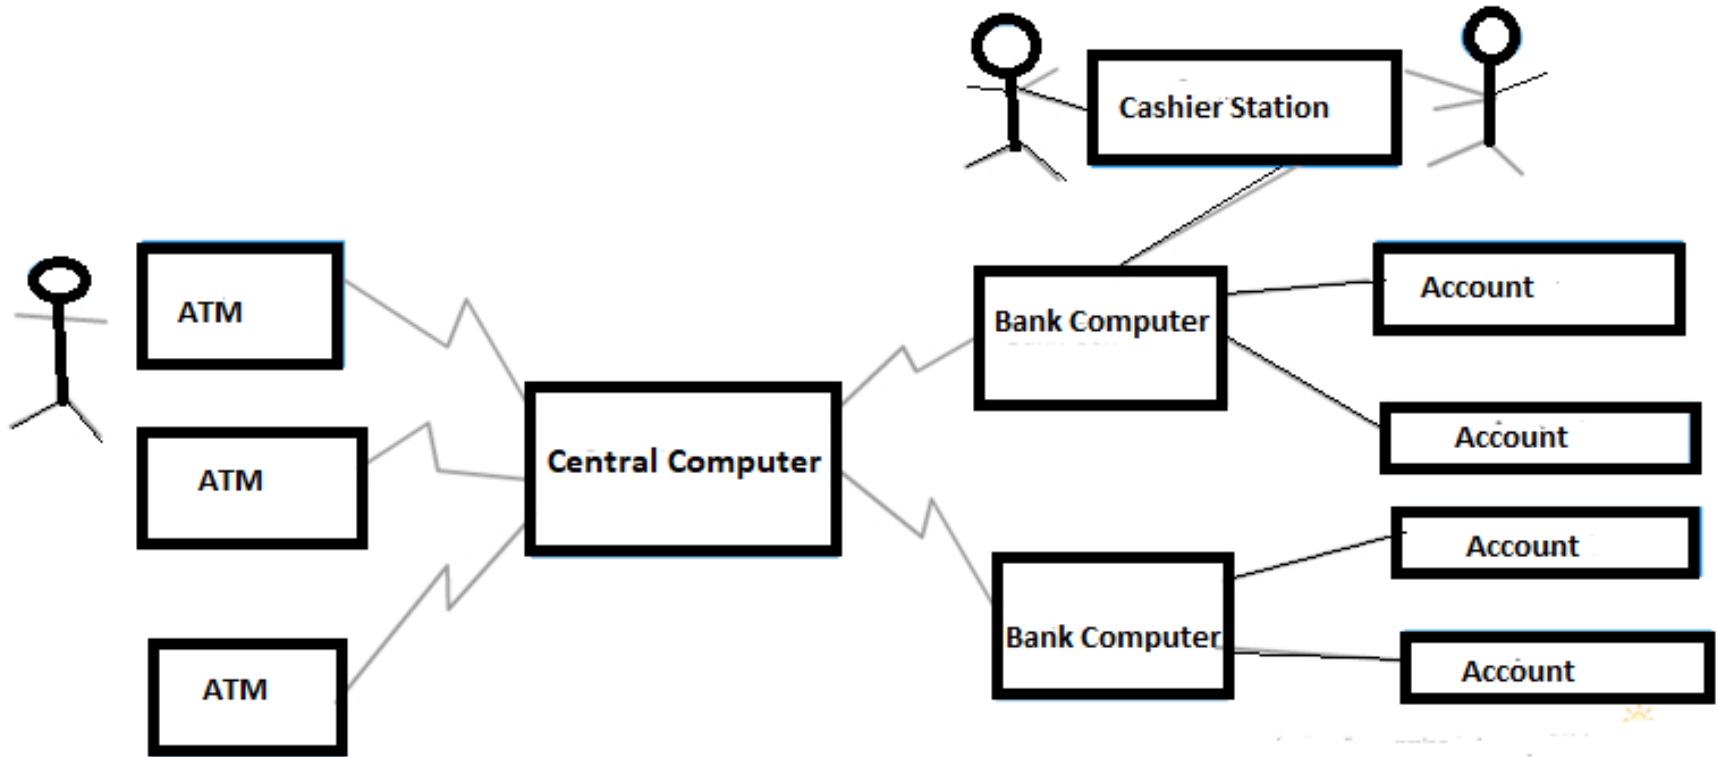 Cashier Station
ATM
Bank Computer
Account
Account
Central Computer
ATM
Account
Bank Computer
Account
ATM